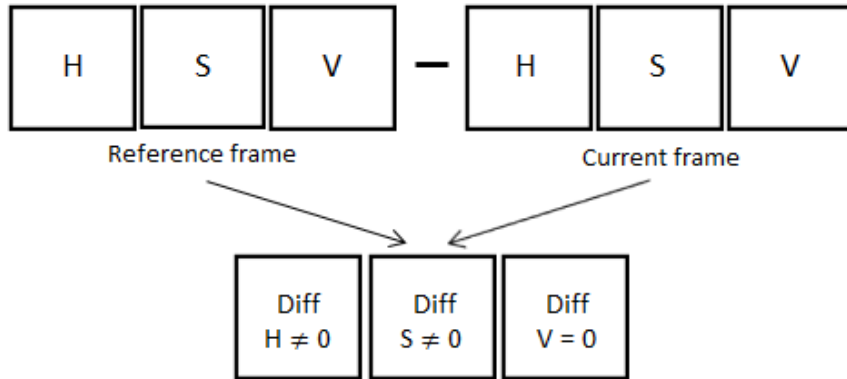 H S V − H S V
Reference frame Current frame
Diff Diff Diff
H ≠ 0 S ≠ 0 V = 0